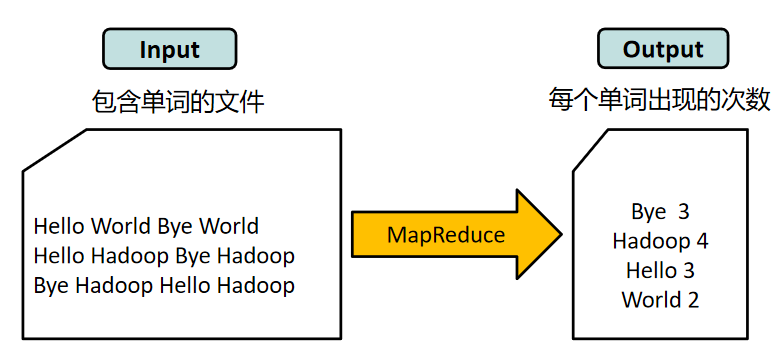 Input
包含单词的文件
Hello World Bye World
Hello Hadoop Bye Hadoop
Bye Hadoop Hello Hadoop
MapReduce
Output
每个单词出现的次数
Bye  3
Hadoop 4
Hello 3
World 2